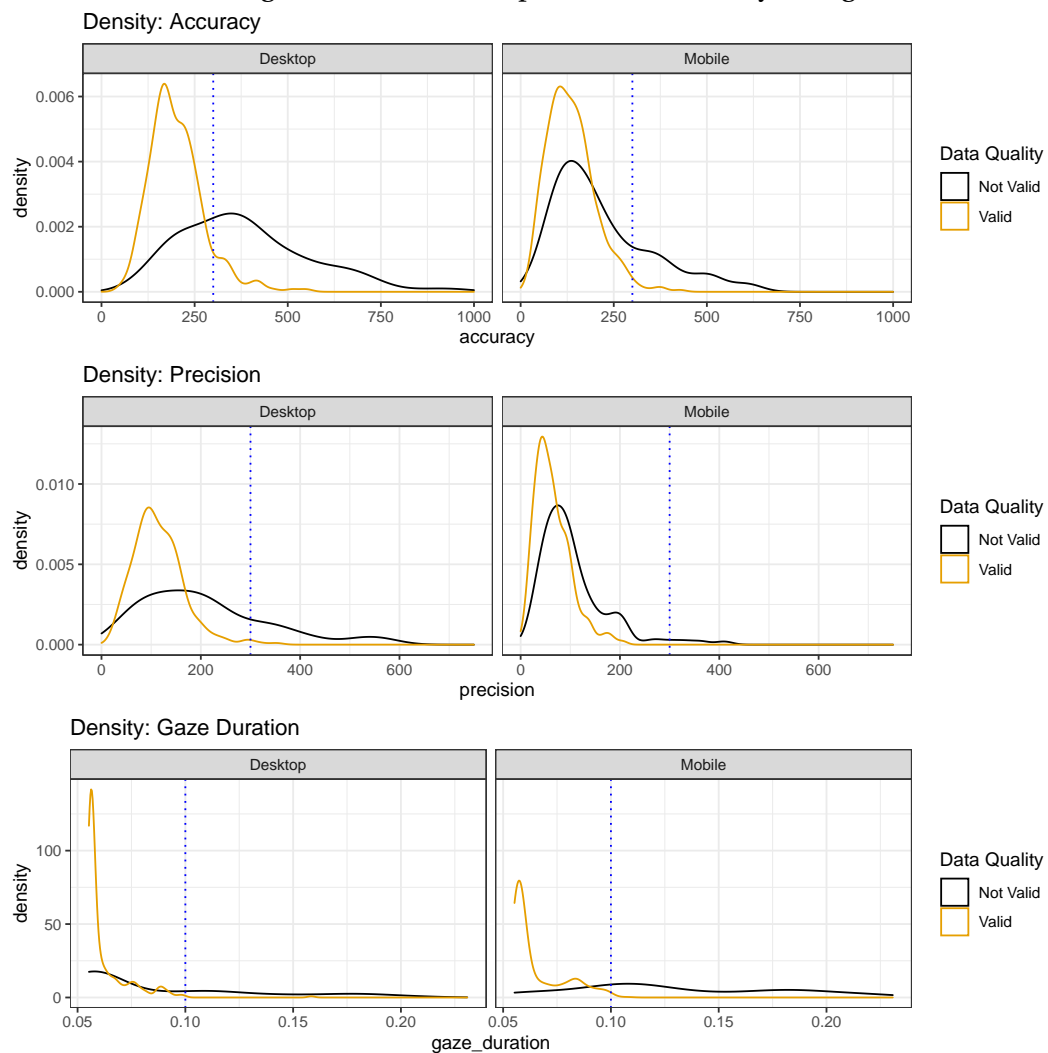 Density: Accuracy
Desktop
Mobile
0.006
0.004
0.002
0.000
density
0 250 500 750 1000
0 250 500 750 1000
accuracy
Data Quality
Not Valid
Valid
Density: Precision
Desktop
Mobile
0.010
0.005
0.000
density
0 200 400 600
0 200 400 600
precision
Data Quality
Not Valid
Valid
Density: Gaze Duration
Desktop
Mobile
100
50
0
density
0.05 0.10 0.15 0.20
0.05 0.10 0.15 0.20
gaze_duration
Data Quality
Not Valid
Valid